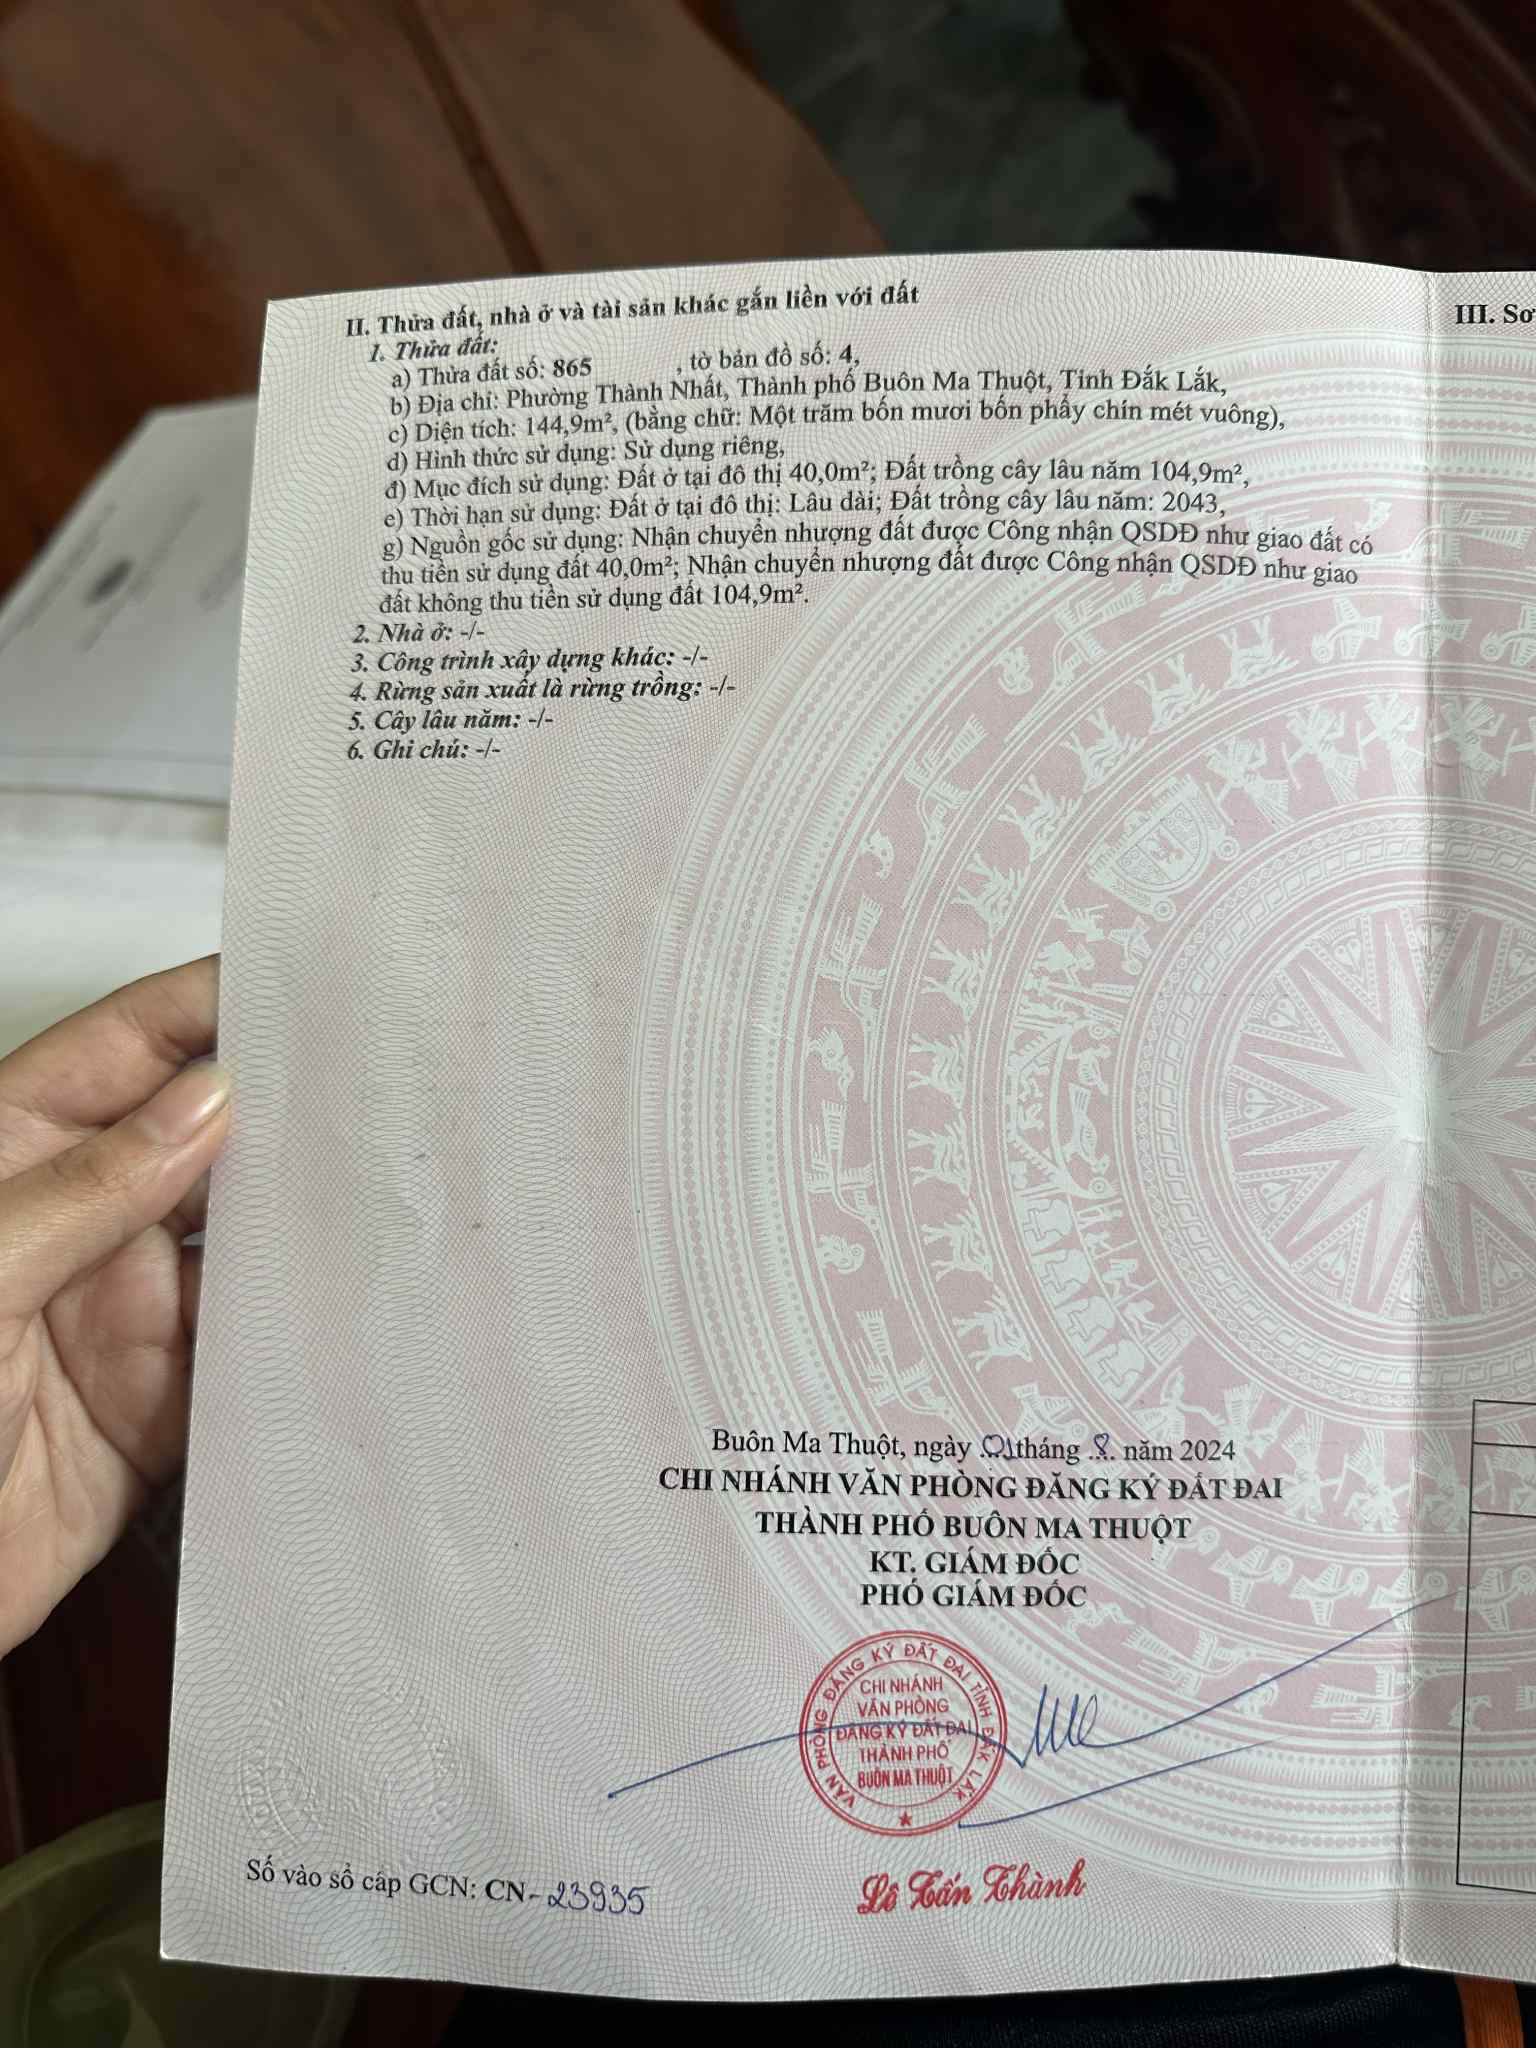 II. Thửa đất, nhà ở và tài sản khác gắn liền với đất
1. Thửa đất:
a) Thửa đất số: 865 , tờ bản đồ số: 4,
b) Địa chỉ: Phường Thành Nhất, Thành phố Buôn Ma Thuột, Tỉnh Đắk Lắk,
c) Diện tích: 144,9m², (bằng chữ: Một trăm bốn mươi bốn phẩy chín mét vuông),
d) Hình thức sử dụng: Sử dụng riêng,
đ) Mục đích sử dụng: Đất ở tại đô thị 40,0m²; Đất trồng cây lâu năm 104,9m²,
e) Thời hạn sử dụng: Đất ở tại đô thị: Lâu dài; Đất trồng cây lâu năm: 2043,
g) Nguồn gốc sử dụng: Nhận chuyển nhượng đất được Công nhận QSDĐ như giao đất có
thu tiền sử dụng đất 40,0m²; Nhận chuyển nhượng đất được Công nhận QSDĐ như giao
đất không thu tiền sử dụng đất 104,9m².
2. Nhà ở: -/-
3. Công trình xây dựng khác: -/-
4. Rừng sản xuất là rừng trồng: -/-
5. Cây lâu năm: -/-
6. Ghi chú: -/-
III. Sơ
Buôn Ma Thuột, ngày 01 tháng 8 năm 2024
CHI NHÁNH VĂN PHÒNG ĐĂNG KÝ ĐẤT ĐAI
THÀNH PHỐ BUÔN MA THUỘT
KT. GIÁM ĐỐC
PHÓ GIÁM ĐỐC
VĂN PHÒNG ĐĂNG KÝ ĐẤT ĐAI TỈNH ĐẮK LẮK
CHI NHÁNH
VĂN PHÒNG
ĐĂNG KÝ ĐẤT ĐAI
THÀNH PHỐ
BUÔN MA THUỘT
Lê Tấn Thành
Số vào sổ cấp GCN: CN-23935